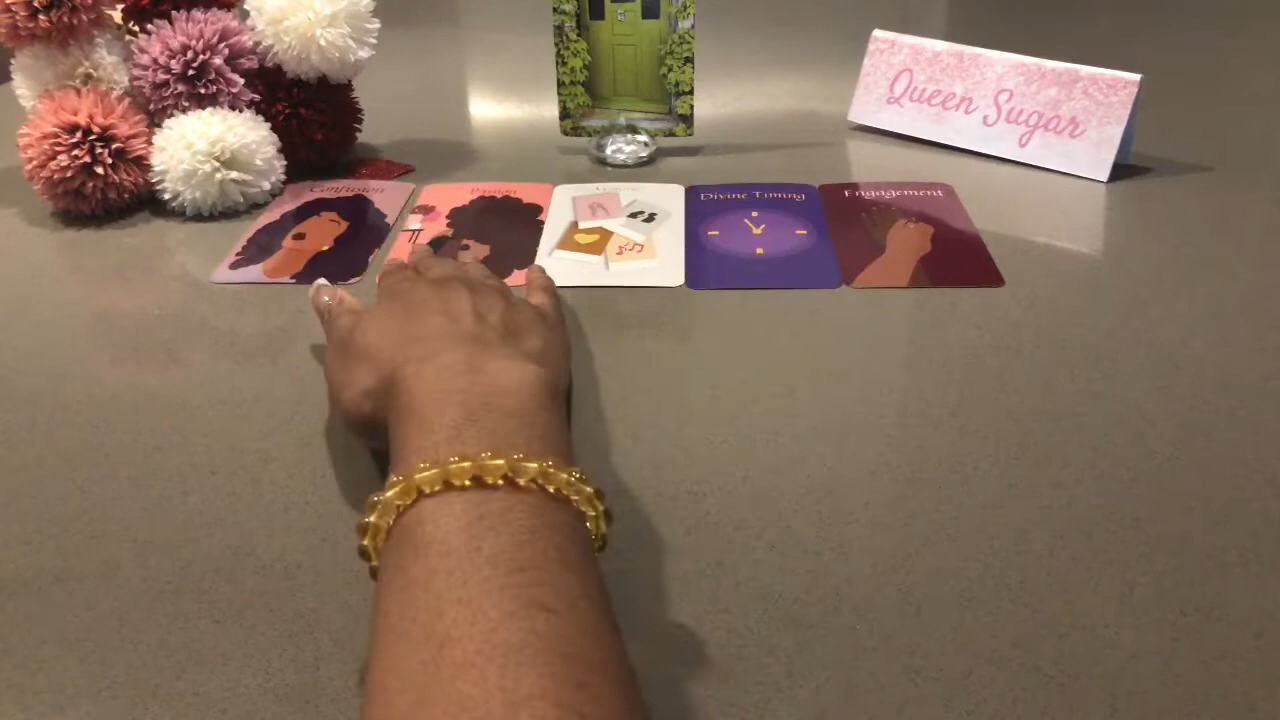 Queen Sugar
Confusion
Passion
Divine Timing
Engagement